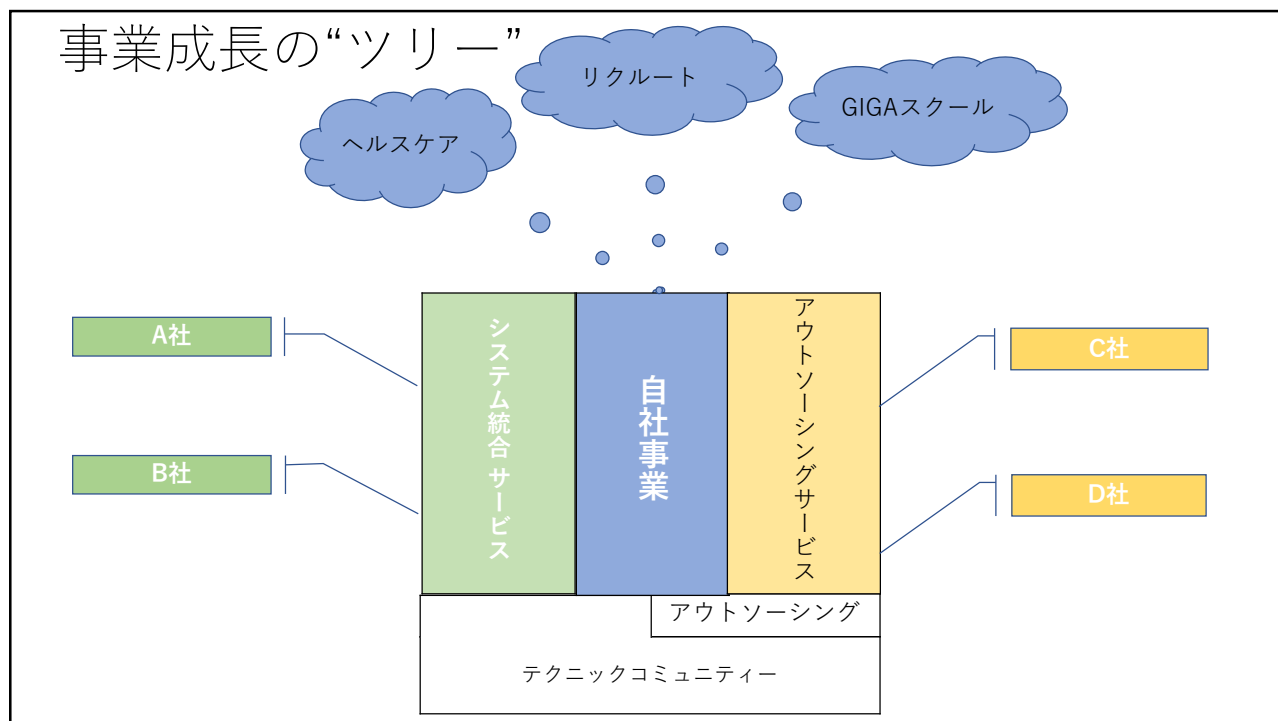 事業成長の“ツリー”
リクルート
GIGAスクール
ヘルスケア
A社
B社
システム統合 サービス
自社事業
アウトソーシングサービス
C社
D社
アウトソーシング
テクニックコミュニティー